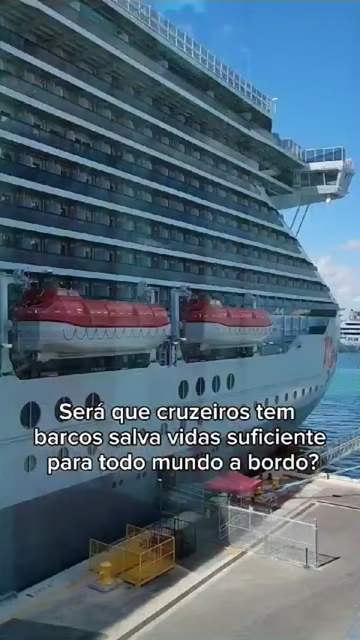 Será que cruzeiros tem
barcos salva vidas suficiente
para todo mundo a bordo?